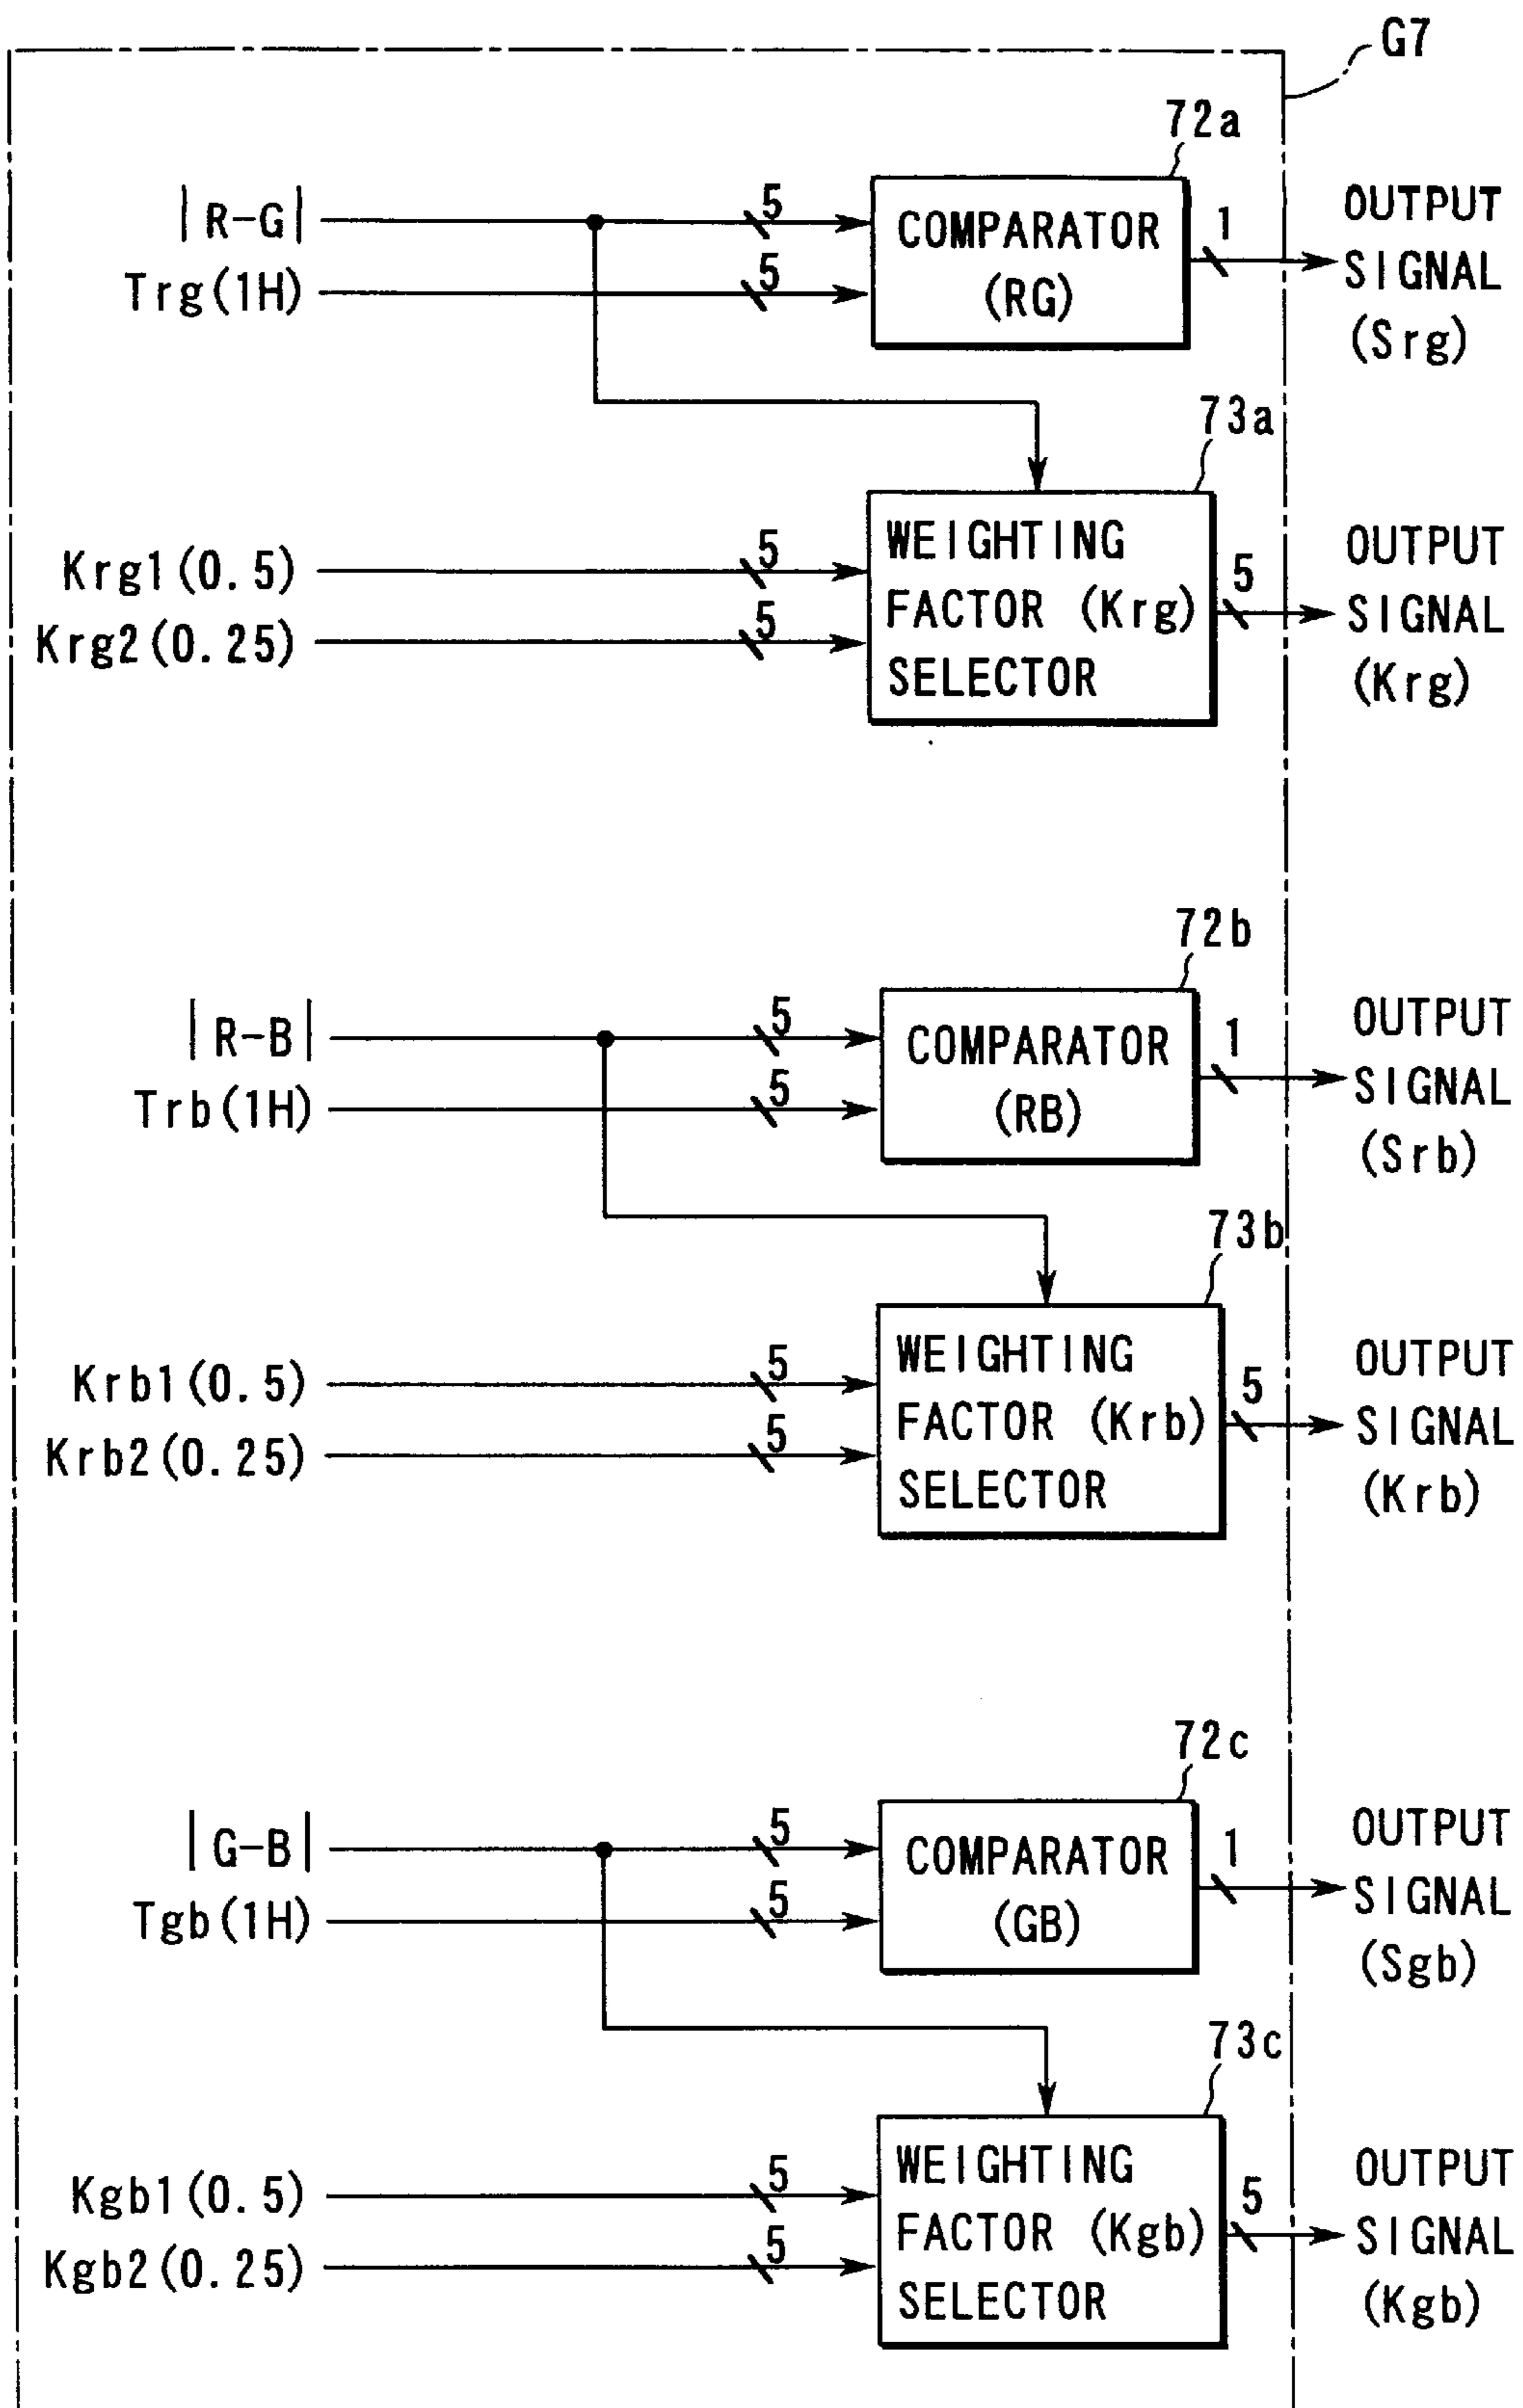 G7
72a
|R-G|
5
COMPARATOR
(RG)
Trg(1H)
5
1
OUTPUT
SIGNAL
(Srg)
73a
Krg1(0.5)
5
Krg2(0.25)
5
WEIGHTING
FACTOR (Krg)
SELECTOR
5
OUTPUT
SIGNAL
(Krg)
72b
|R-B|
5
Trb(1H)
5
COMPARATOR
(RB)
1
OUTPUT
SIGNAL
(Srb)
73b
Krb1(0.5)
5
Krb2(0.25)
5
WEIGHTING
FACTOR (Krb)
SELECTOR
5
OUTPUT
SIGNAL
(Krb)
72c
|G-B|
5
Tgb(1H)
5
COMPARATOR
(GB)
1
OUTPUT
SIGNAL
(Sgb)
73c
Kgb1(0.5)
5
Kgb2(0.25)
5
WEIGHTING
FACTOR (Kgb)
SELECTOR
5
OUTPUT
SIGNAL
(Kgb)